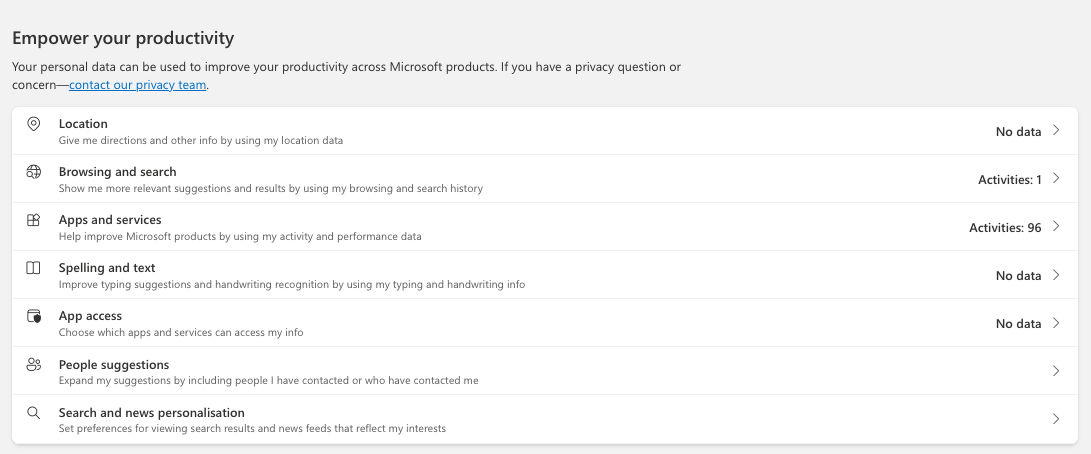 Empower your productivity
Your personal data can be used to improve your productivity across Microsoft products. If you have a privacy question or
concern—contact our privacy team.
Location
Give me directions and other info by using my location data
No data
Browsing and search
Show me more relevant suggestions and results by using my browsing and search history
Activities: 1
Apps and services
Help improve Microsoft products by using my activity and performance data
Activities: 96
Spelling and text
Improve typing suggestions and handwriting recognition by using my typing and handwriting info
No data
App access
Choose which apps and services can access my info
No data
People suggestions
Expand my suggestions by including people I have contacted or who have contacted me
Search and news personalisation
Set preferences for viewing search results and news feeds that reflect my interests